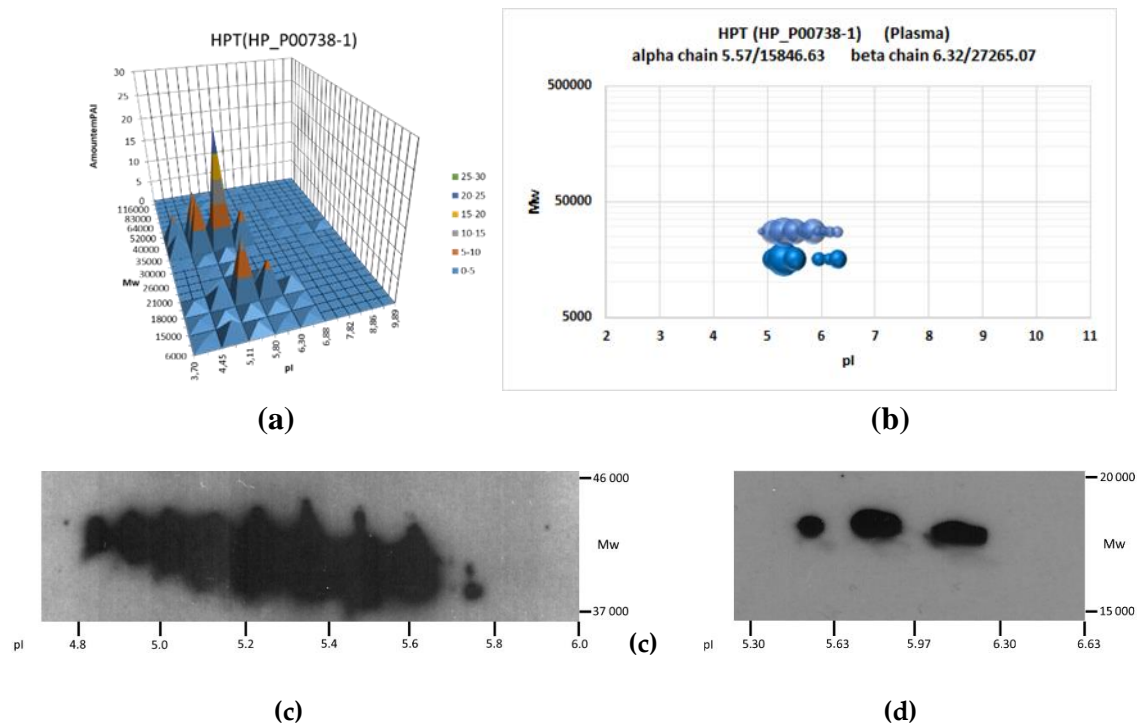 HPT(HP_P00738-1)
AmountemPAI
30
25
20
15
10
5
0
116000
83000
64000
52000
40000
35000
30000
26000
21000
18000
15000
6000
Mw
3,70
4,45
5,11
5,80
6,30
6,88
7,82
8,86
9,89
pI
25-30
20-25
15-20
10-15
5-10
0-5
(a)
HPT (HP_P00738-1) (Plasma)
alpha chain 5.57/15846.63 beta chain 6.32/27265.07
500000
50000
5000
Mw
2 3 4 5 6 7 8 9 10 11
pI
(b)
46 000
Mw
37 000
pI 4.8 5.0 5.2 5.4 5.6 5.8 6.0
(c)
(c)
20 000
Mw
15 000
pI 5.30 5.63 5.97 6.30 6.63
(d)